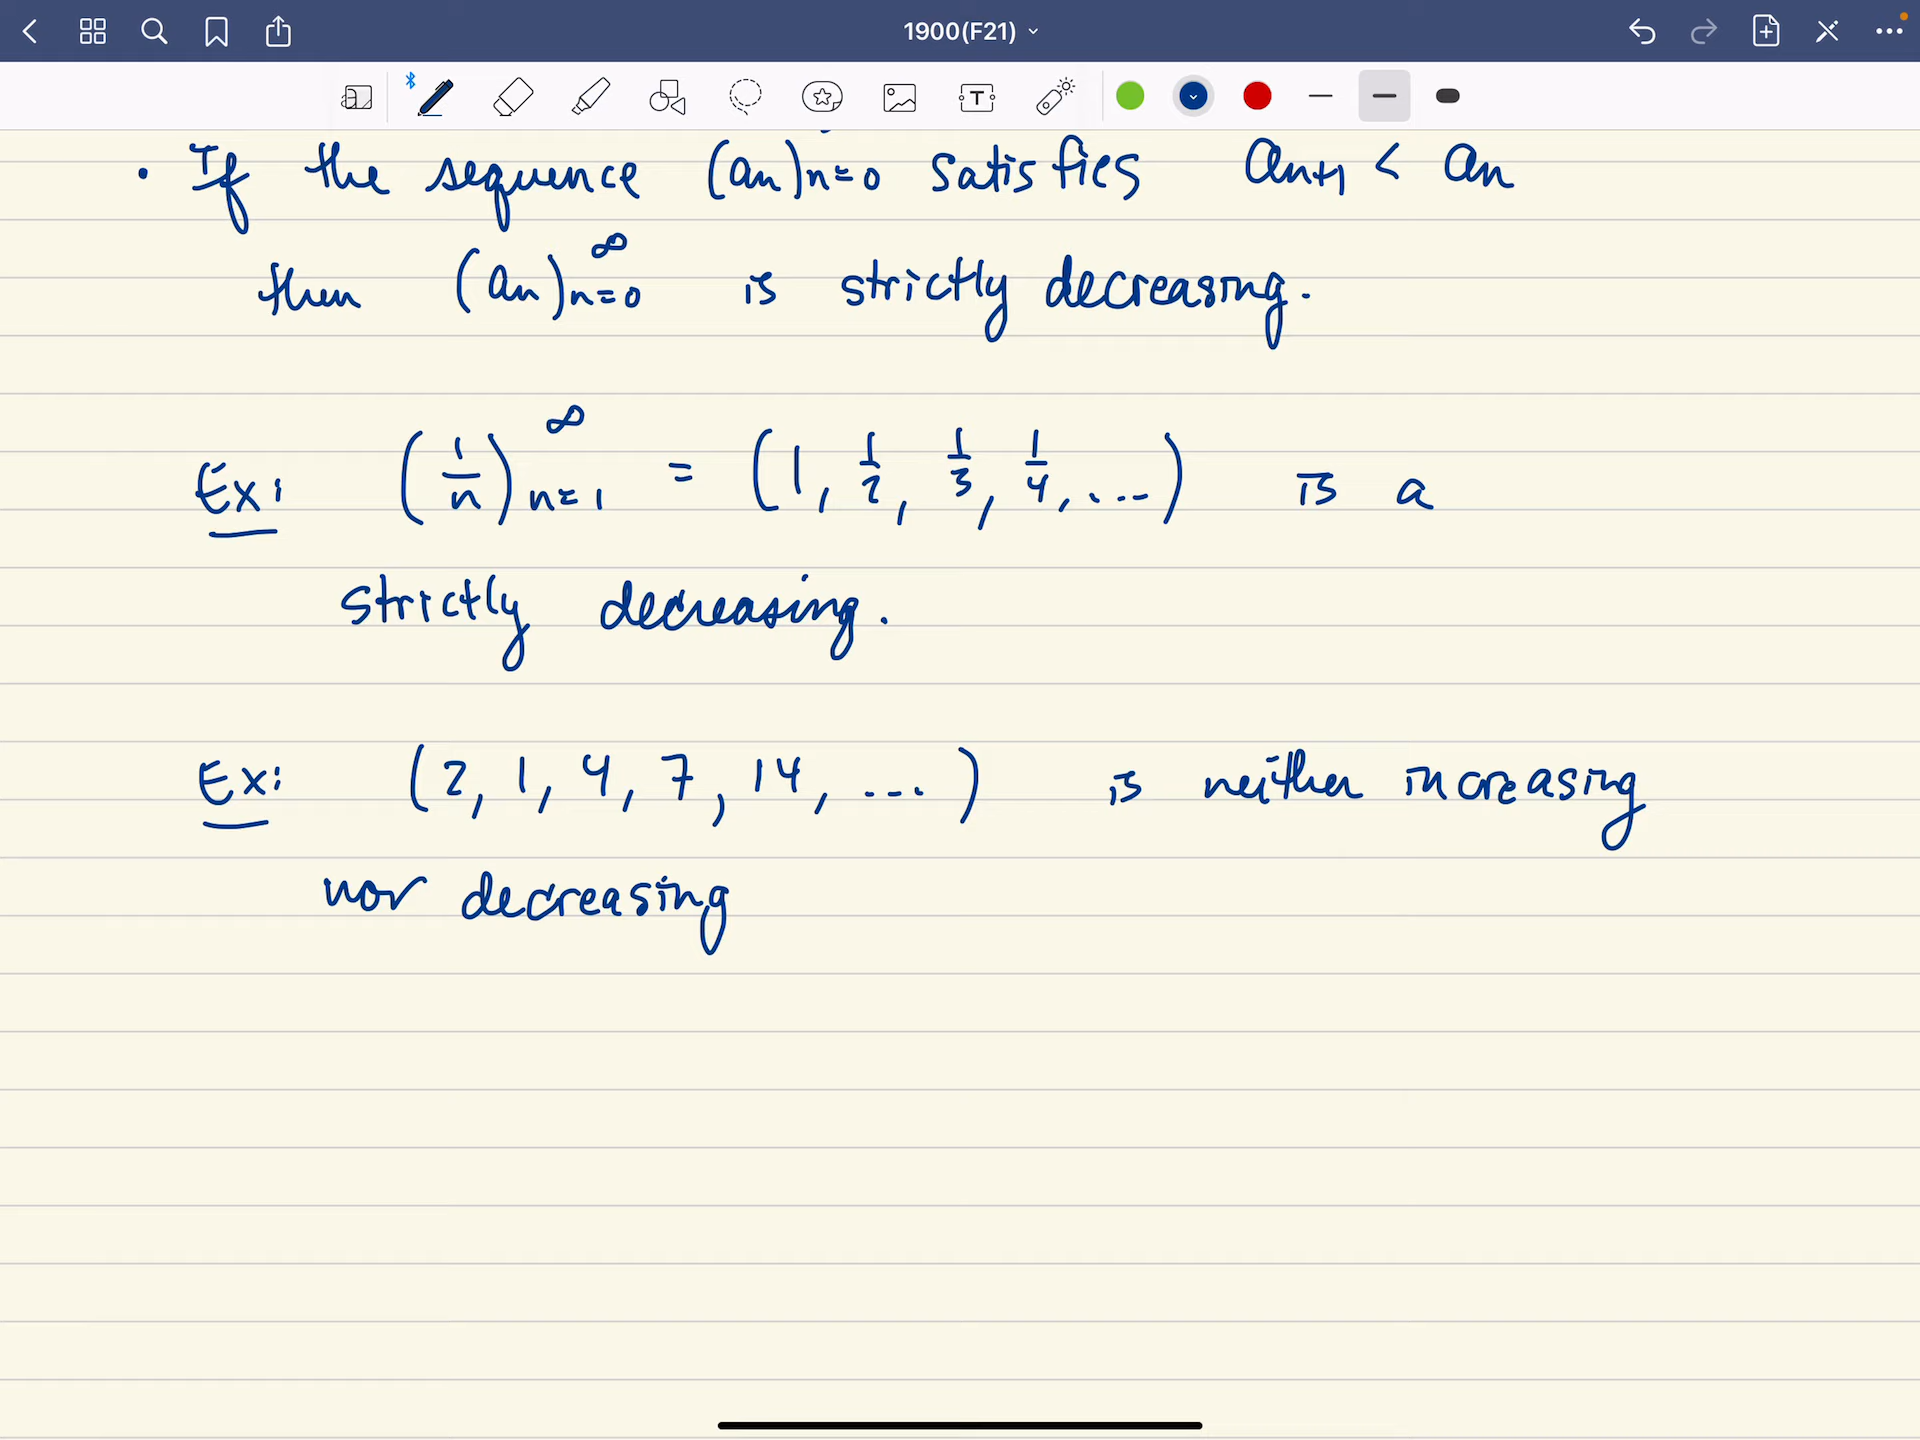 1900(F21)
• If the sequence (an)n=0 satisfies an+1 < an
then (an)n=0 ∞ is strictly decreasing.
Ex: (1/n)n=1 ∞ = (1, 1/2, 1/3, 1/4, ...) is a
strictly decreasing.
Ex: (2, 1, 4, 7, 14, ...) is neither increasing
nor decreasing